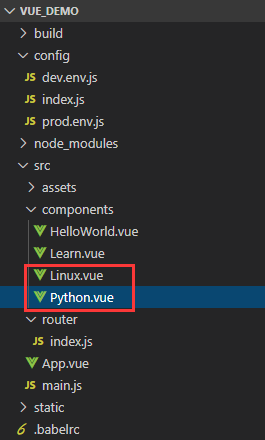 VUE_DEMO
build
config
JS dev.env.js
JS index.js
JS prod.env.js
node_modules
src
assets
components
HelloWorld.vue
Learn.vue
Linux.vue
Python.vue
router
JS index.js
App.vue
JS main.js
static
.babelrc